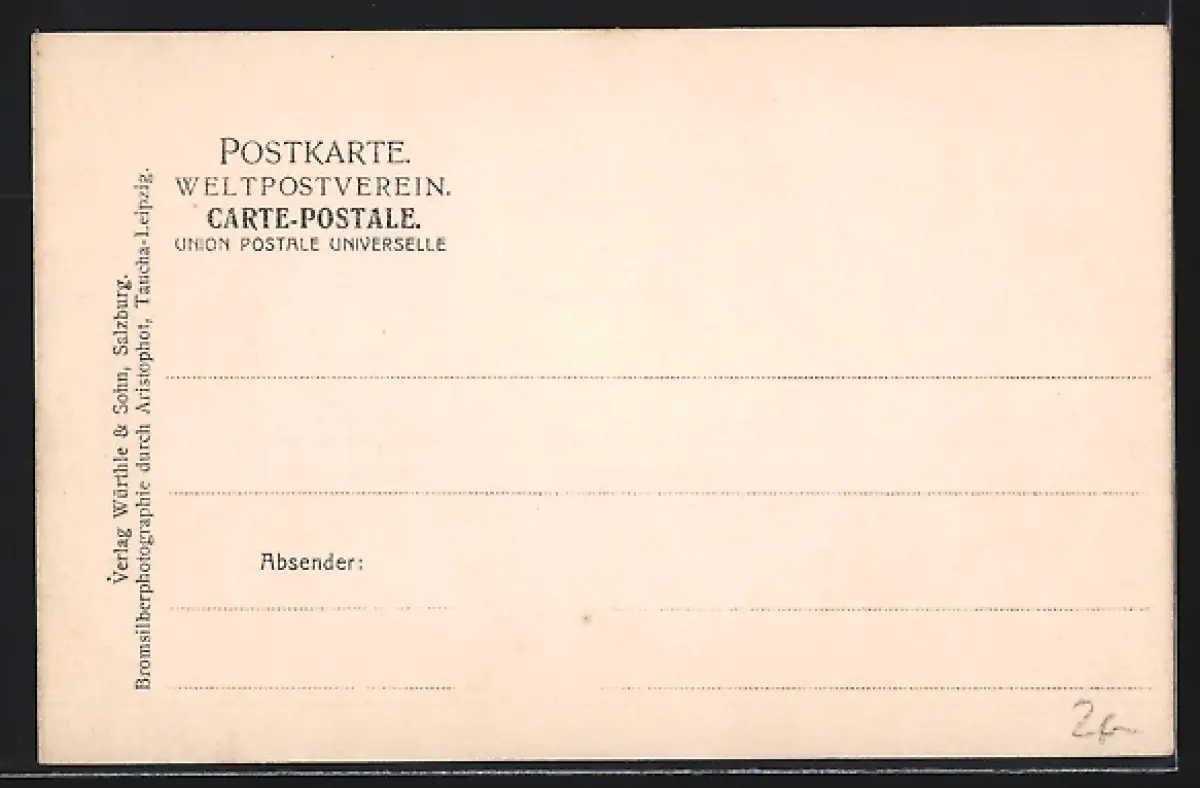 POSTKARTE.
WELTPOSTVEREIN.
CARTE-POSTALE.
UNION POSTALE UNIVERSELLE
Verlag Würthle & Sohn, Salzburg.
Bromsilberphotographie durch Aristophot, Taucha-Leipzig.
Absender: